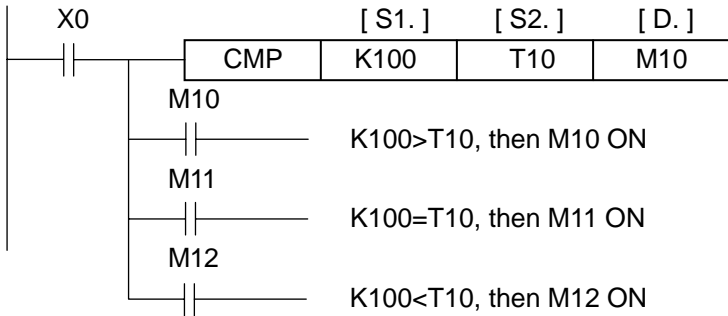 X0 [ S1. ] [ S2. ] [ D. ]
CMP K100 T10 M10
M10
K100>T10, then M10 ON
M11
K100=T10, then M11 ON
M12
K100<T10, then M12 ON